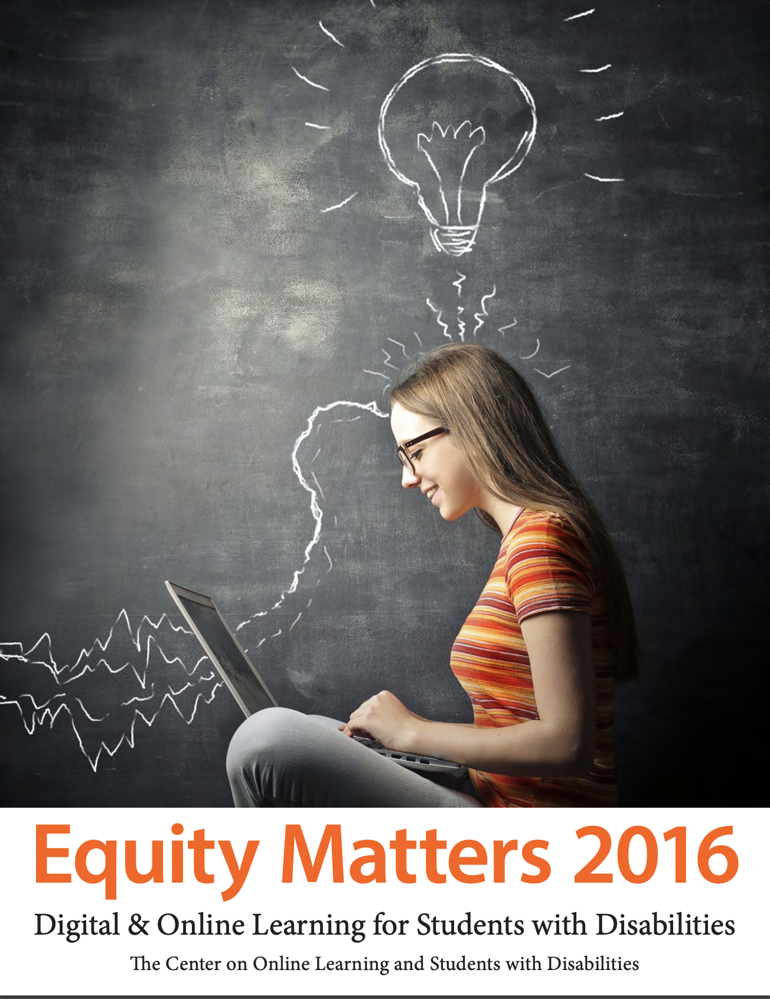 Equity Matters 2016
Digital & Online Learning for Students with Disabilities
The Center on Online Learning and Students with Disabilities